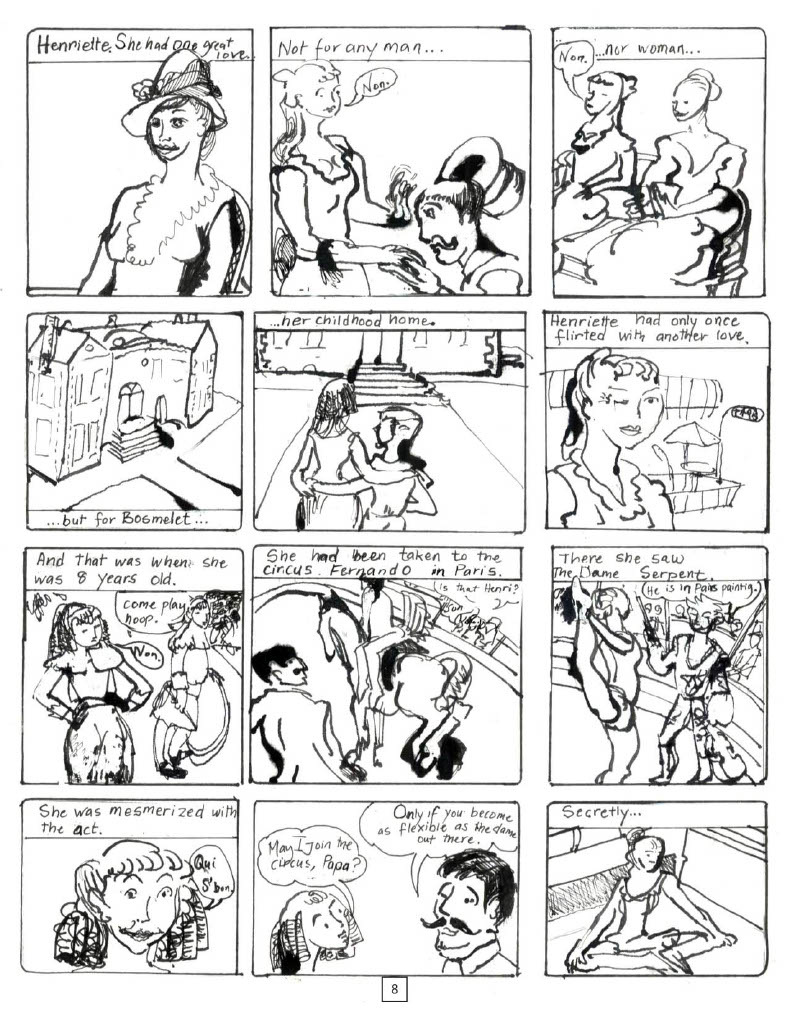 Henriette. She had one great
love.
Not for any man...
Non.
...nor woman...
Non.
...but for Bosmelet...
...her childhood home.
Henriette had only once
flirted with another love.
And that was when she
was 8 years old.
come play
hoop.
Non.
She had been taken to the
circus Fernando in Paris.
Is that Henri?
There she saw
The Dame Serpent.
He is in Paris painting.
She was mesmerized with
the act.
Qui
S'bon.
May I join the
circus, Papa?
Only if you become
as flexible as the dame
out there.
Secretly...
8